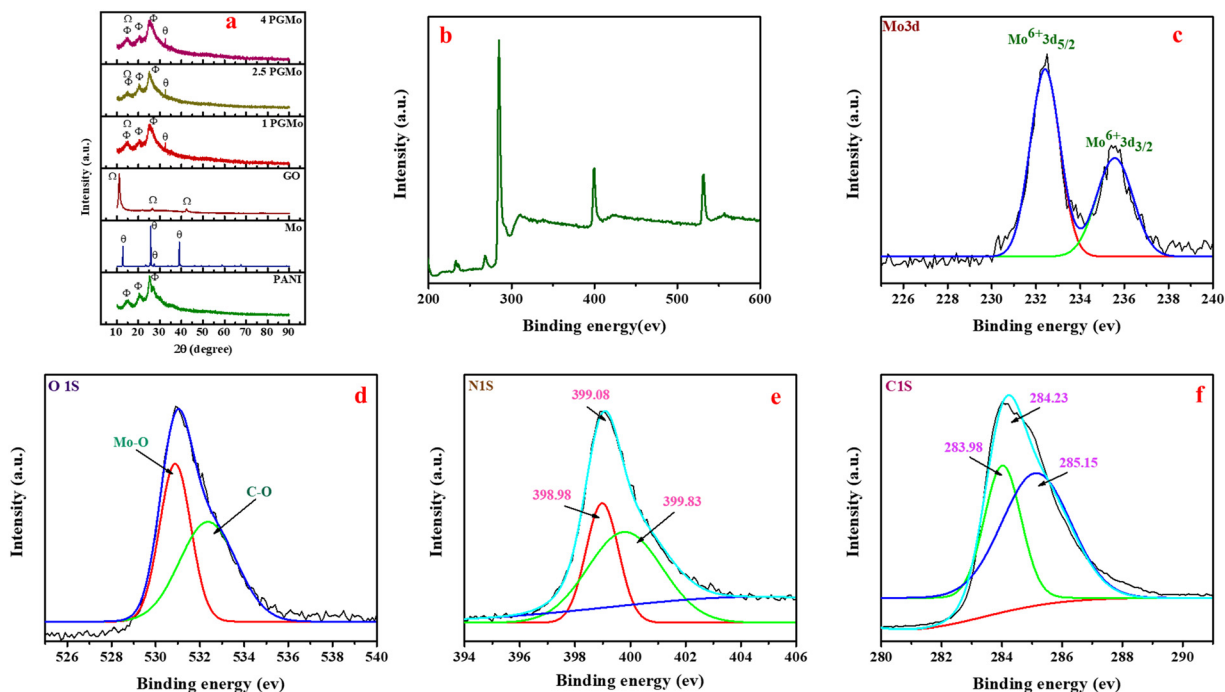 a
4 PGMo
Ω
Φ Φ Φ θ
2.5 PGMo
Ω
Φ Φ Φ θ
1 PGMo
Ω
Φ Φ Φ θ
GO
Ω Ω Ω
Mo
θ θ θ θ
PANI
Φ Φ Φ
10 20 30 40 50 60 70 80 90
2θ (degree)
Intensity (a.u.)
b
Intensity (a.u.)
200 300 400 500 600
Binding energy(ev)
Mo3d
c
Mo6+3d5/2
Mo6+3d3/2
Intensity (a.u.)
226 228 230 232 234 236 238 240
Binding energy (ev)
O 1S
d
Mo-O
C-O
Intensity (a.u.)
526 528 530 532 534 536 538 540
Binding energy (ev)
N1S
e
399.08
398.98
399.83
Intensity (a.u.)
394 396 398 400 402 404 406
Binding energy (ev)
C1S
f
284.23
283.98
285.15
Intensity (a.u.)
280 282 284 286 288 290
Binding energy (ev)